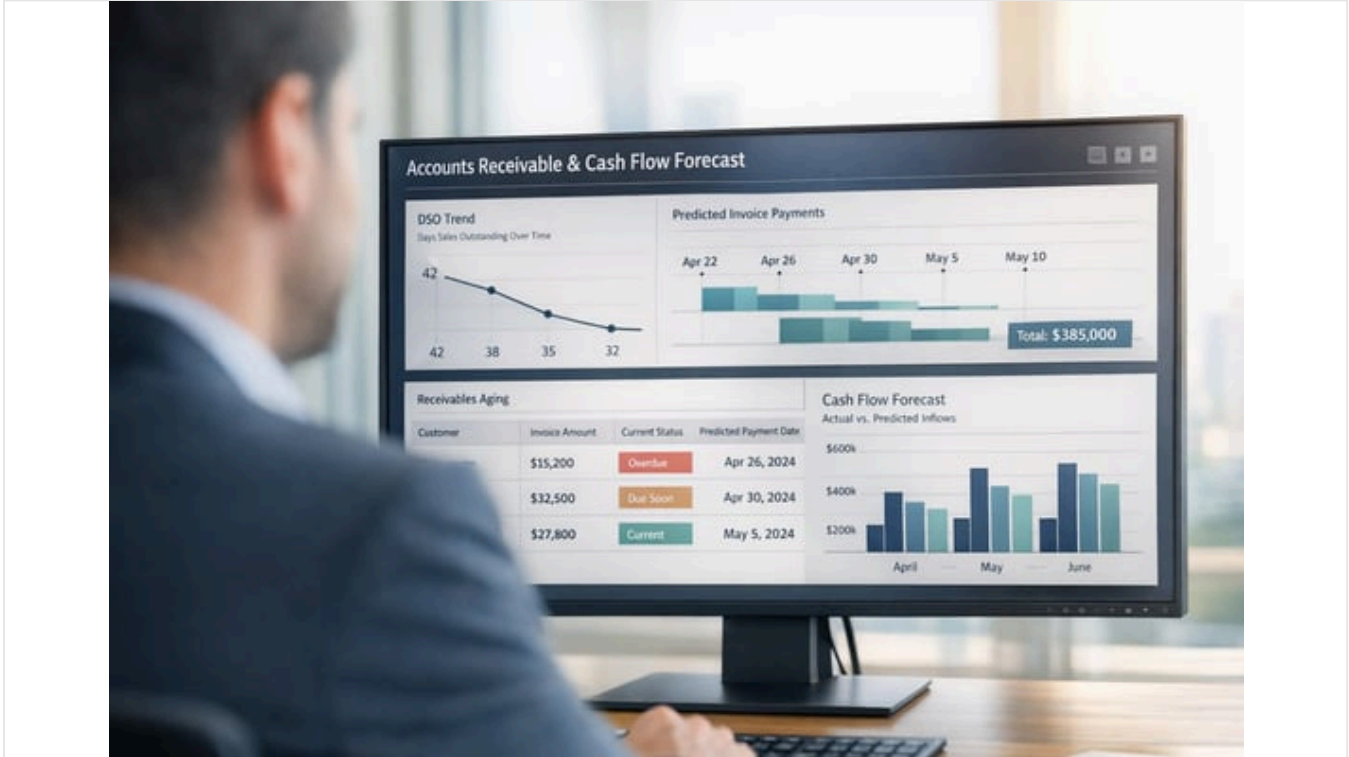 Accounts Receivable & Cash Flow Forecast
DSO Trend
Days Sales Outstanding Over Time
42
42 38 35 32
Predicted Invoice Payments
Apr 22 Apr 26 Apr 30 May 5 May 10
Total: $385,000
Receivables Aging
Customer Invoice Amount Current Status Predicted Payment Date
$15,200 Overdue Apr 26, 2024
$32,500 Due Soon Apr 30, 2024
$27,800 Current May 5, 2024
Cash Flow Forecast
Actual vs. Predicted Inflows
$600k
$400k
$200k
April May June